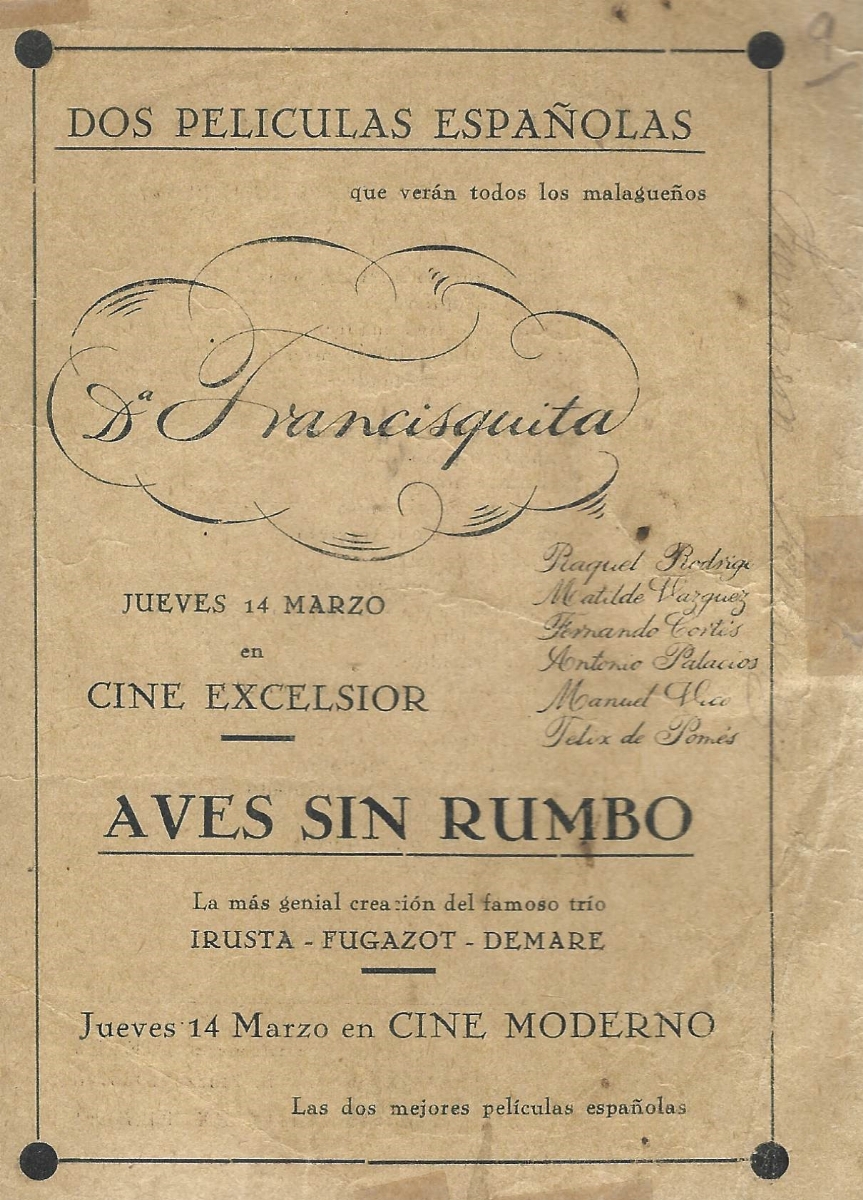 9
DOS PELICULAS ESPAÑOLAS
que verán todos los malagueños
Dª Francisquita
JUEVES 14 MARZO
en
CINE EXCELSIOR
Raquel Rodrigo
Matilde Vazquez
Fernando Cortés
Antonio Palacios
Manuel Vico
Felix de Pomés
AVES SIN RUMBO
La más genial creación del famoso trío
IRUSTA - FUGAZOT - DEMARE
Jueves 14 Marzo en CINE MODERNO
Las dos mejores películas españolas